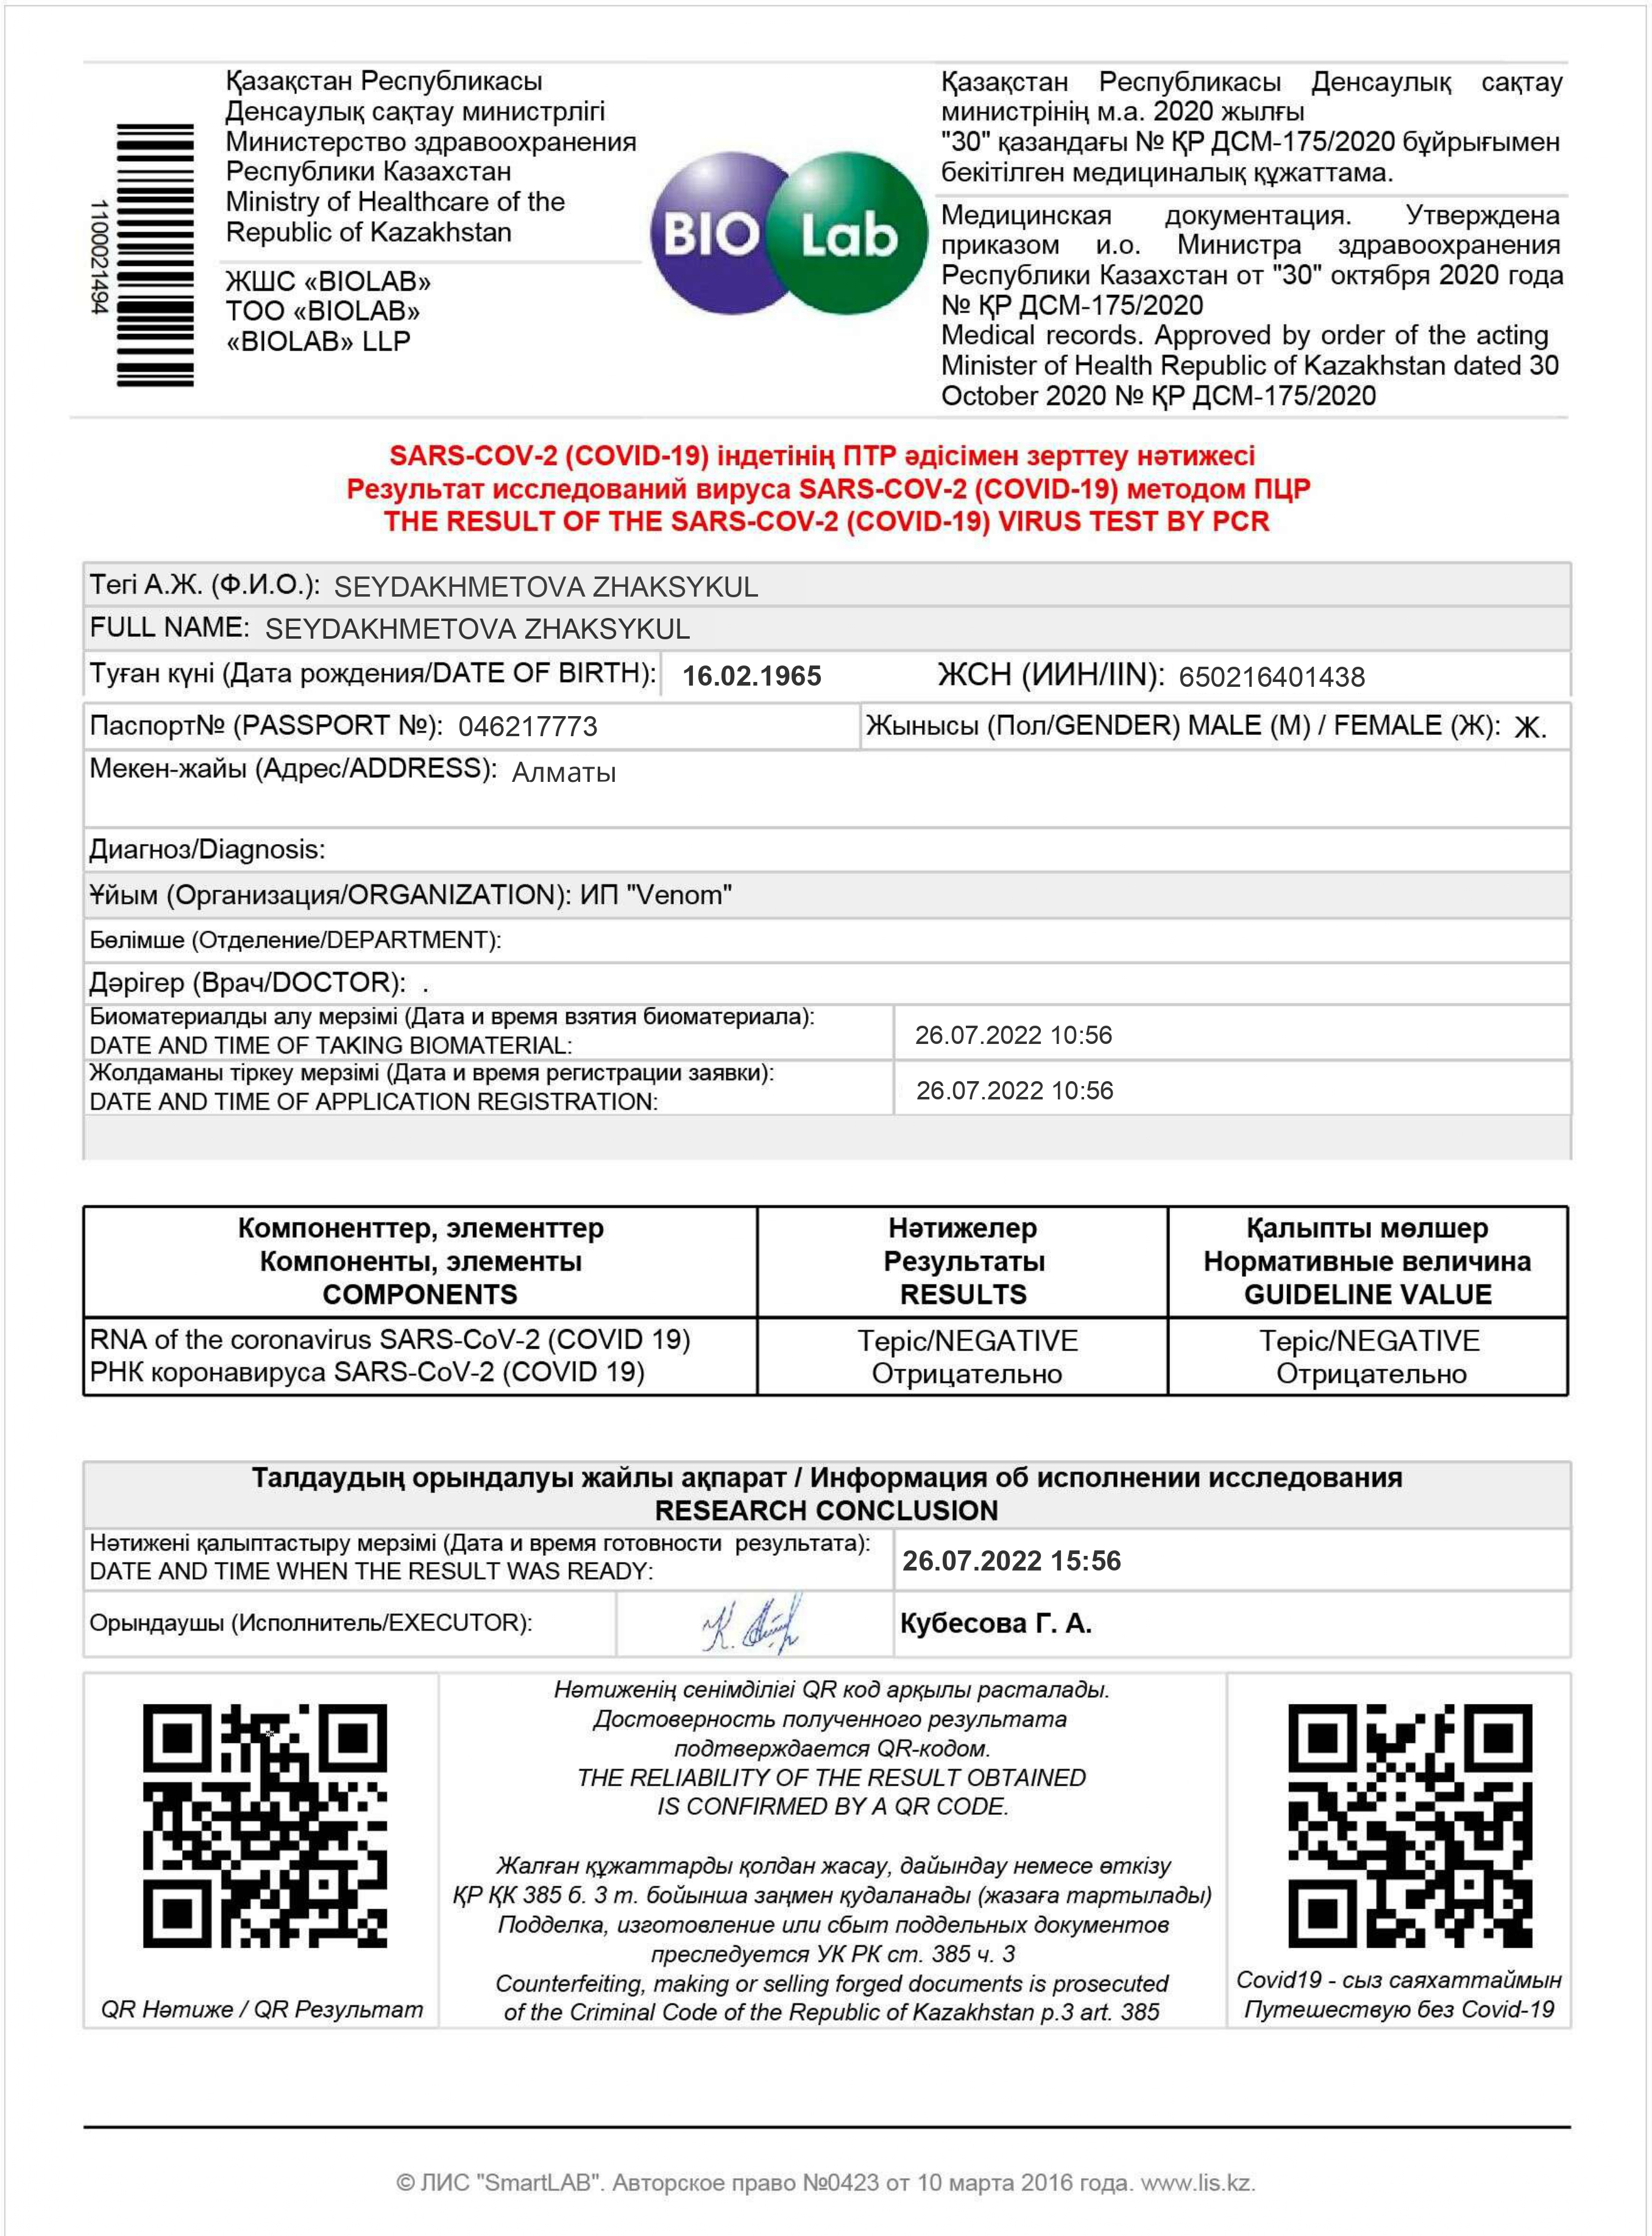 1100021494
Қазақстан Республикасы
Денсаулық сақтау министрлігі
Министерство здравоохранения
Республики Казахстан
Ministry of Healthcare of the
Republic of Kazakhstan
ЖШС «BIOLAB»
ТОО «BIOLAB»
«BIOLAB» LLP
BIO Lab
Қазақстан Республикасы Денсаулық сақтау
министрінің м.а. 2020 жылғы
"30" қазандағы № ҚР ДСМ-175/2020 бұйрығымен
бекітілген медициналық құжаттама.
Медицинская документация. Утверждена
приказом и.о. Министра здравоохранения
Республики Казахстан от "30" октября 2020 года
№ ҚР ДСМ-175/2020
Medical records. Approved by order of the acting
Minister of Health Republic of Kazakhstan dated 30
October 2020 № ҚР ДСМ-175/2020
SARS-COV-2 (COVID-19) індетінің ПТР әдісімен зерттеу нәтижесі
Результат исследований вируса SARS-COV-2 (COVID-19) методом ПЦР
THE RESULT OF THE SARS-COV-2 (COVID-19) VIRUS TEST BY PCR
Тегі А.Ж. (Ф.И.О.): SEYDAKHMETOVA ZHAKSYKUL
FULL NAME: SEYDAKHMETOVA ZHAKSYKUL
Туған күні (Дата рождения/DATE OF BIRTH): 16.02.1965 ЖСН (ИИН/IIN): 650216401438
Паспорт№ (PASSPORT №): 046217773 Жынысы (Пол/GENDER) MALE (М) / FEMALE (Ж): Ж.
Мекен-жайы (Адрес/ADDRESS): Алматы
Диагноз/Diagnosis:
Ұйым (Организация/ORGANIZATION): ИП "Venom"
Бөлімше (Отделение/DEPARTMENT):
Дәрігер (Врач/DOCTOR): .
Биоматериалды алу мерзімі (Дата и время взятия биоматериала):
DATE AND TIME OF TAKING BIOMATERIAL:
26.07.2022 10:56
Жолдаманы тіркеу мерзімі (Дата и время регистрации заявки):
DATE AND TIME OF APPLICATION REGISTRATION:
26.07.2022 10:56
Компоненттер, элементтер
Компоненты, элементы
COMPONENTS
Нәтижелер
Результаты
RESULTS
Қалыпты мөлшер
Нормативные величина
GUIDELINE VALUE
RNA of the coronavirus SARS-CoV-2 (COVID 19)
РНК коронавируса SARS-CoV-2 (COVID 19)
Теріс/NEGATIVE
Отрицательно
Теріс/NEGATIVE
Отрицательно
Талдаудың орындалуы жайлы ақпарат / Информация об исполнении исследования
RESEARCH CONCLUSION
Нәтижені қалыптастыру мерзімі (Дата и время готовности результата):
DATE AND TIME WHEN THE RESULT WAS READY:
26.07.2022 15:56
Орындаушы (Исполнитель/EXECUTOR):
Кубесова Г. А.
QR Нәтиже / QR Результат
Нәтиженің сенімділігі QR код арқылы расталады.
Достоверность полученного результата
подтверждается QR-кодом.
THE RELIABILITY OF THE RESULT OBTAINED
IS CONFIRMED BY A QR CODE.
Жалған құжаттарды қолдан жасау, дайындау немесе өткізу
ҚР ҚК 385 б. 3 т. бойынша заңмен қудаланады (жазаға тартылады)
Подделка, изготовление или сбыт поддельных документов
преследуется УК РК ст. 385 ч. 3
Counterfeiting, making or selling forged documents is prosecuted
of the Criminal Code of the Republic of Kazakhstan p.3 art. 385
Covid19 - сыз саяхаттаймын
Путешествую без Covid-19
© ЛИС "SmartLAB". Авторское право №0423 от 10 марта 2016 года. www.lis.kz.